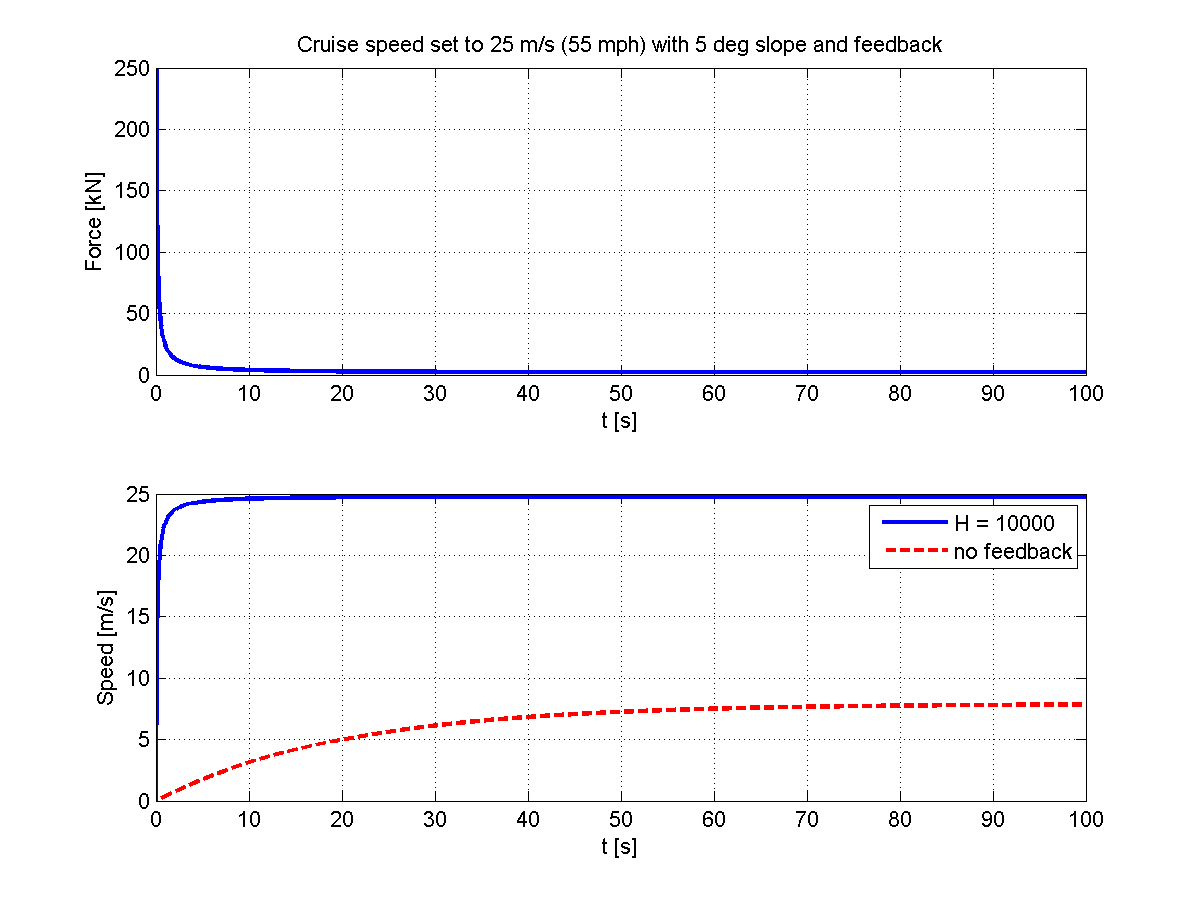 Cruise speed set to 25 m/s (55 mph) with 5 deg slope and feedback
250
200
150
100
50
0
Force [kN]
0 10 20 30 40 50 60 70 80 90 100
t [s]
25
20
15
10
5
0
Speed [m/s]
H = 10000
no feedback
0 10 20 30 40 50 60 70 80 90 100
t [s]